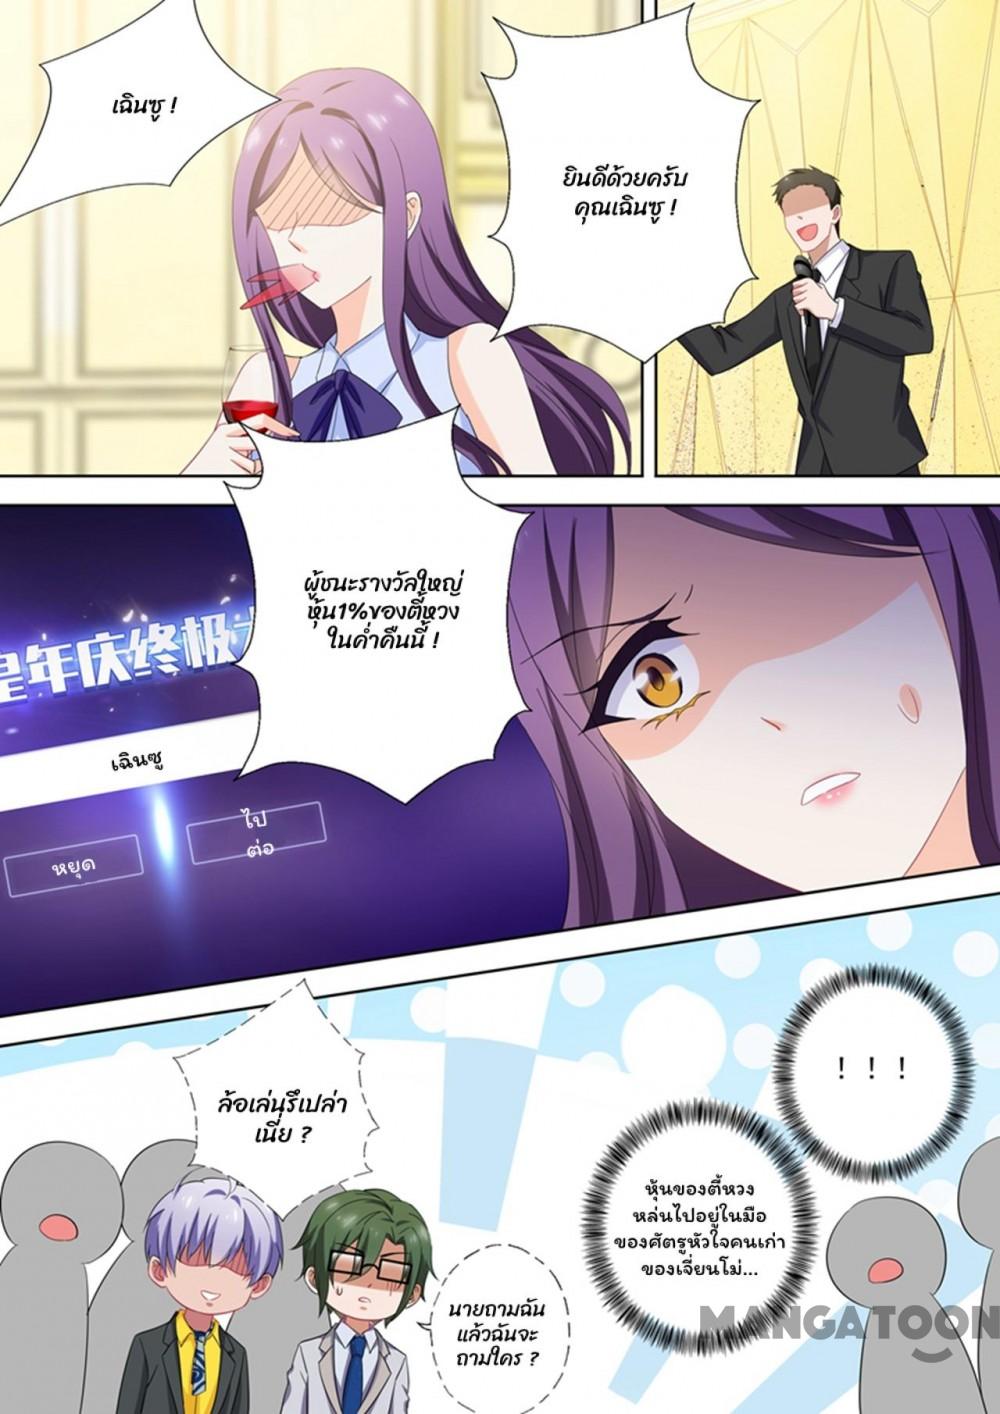 เฉินซู !
ยินดีด้วยครับ
คุณเฉินซู !
ผู้ชนะรางวัลใหญ่
หุ้น1%ของตี้หวง
ในค่ำคืนนี้ !
皇年庆终极大
เฉินซู
หยุด
ไป
ต่อ
ล้อเล่นรึเปล่า
เนี่ย ?
! ! !
หุ้นของตี้หวง
หล่นไปอยู่ในมือ
ของศัตรูหัวใจคนเก่า
ของเจี่ยนโม่...
นายถามฉัน
แล้วฉันจะ
ถามใคร ?
MANGATOON